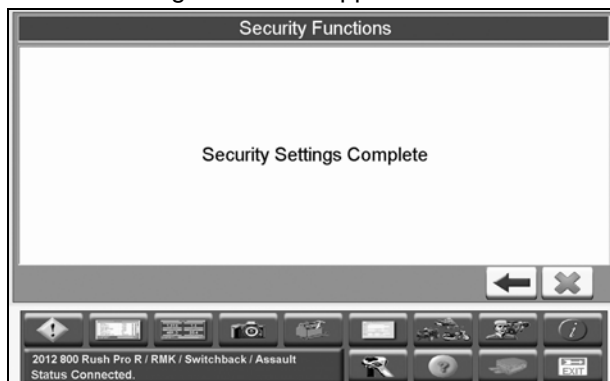 Security Functions
Security Settings Complete
2012 800 Rush Pro R / RMK / Switchback / Assault
Status Connected.
EXIT